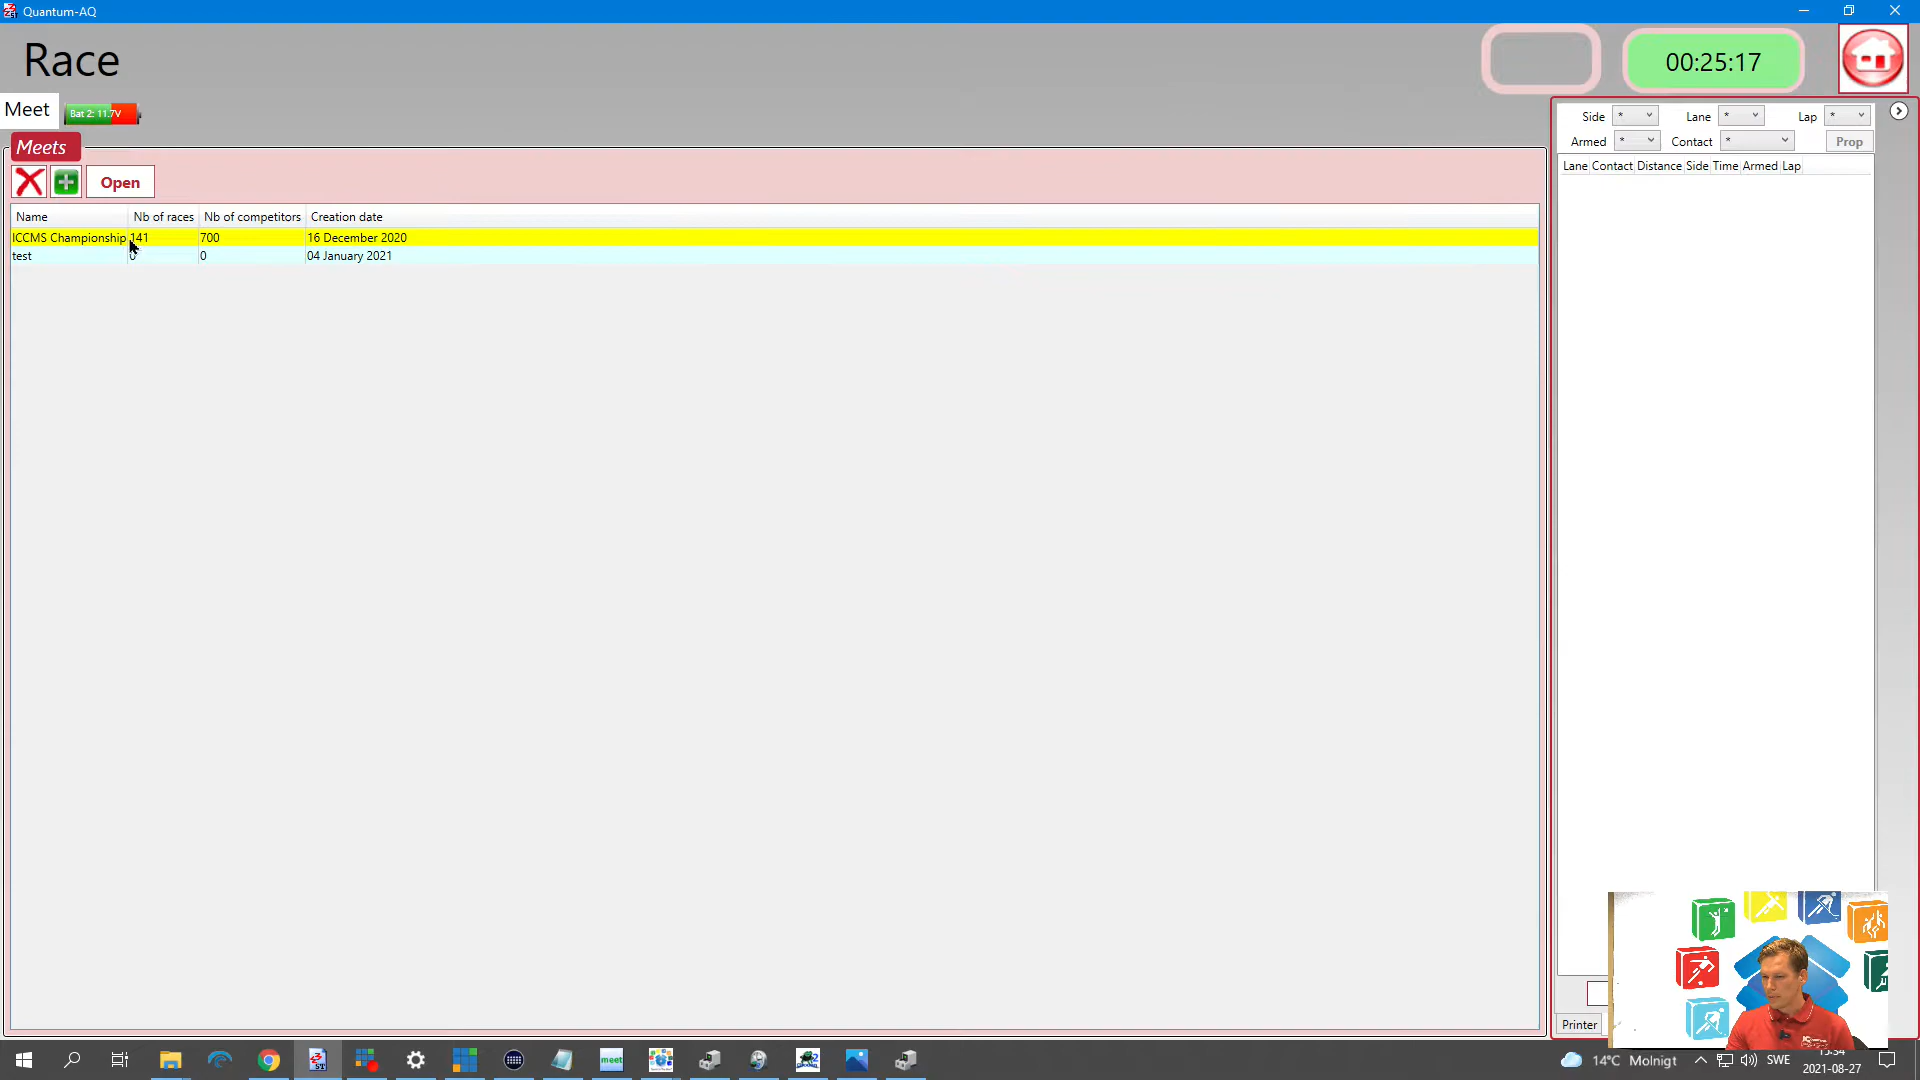 Quantum-AQ
Race
00:25:17
Meet
Bat 2: 11.7V
Meets
Open
Name Nb of races Nb of competitors Creation date
ICCMS Championship 141 700 16 December 2020
test 0 0 04 January 2021
Side * Lane * Lap *
Armed * Contact * Prop
Lane Contact Distance Side Time Armed Lap
Printer
meet
14°C Molnigt
SWE
2021-08-27